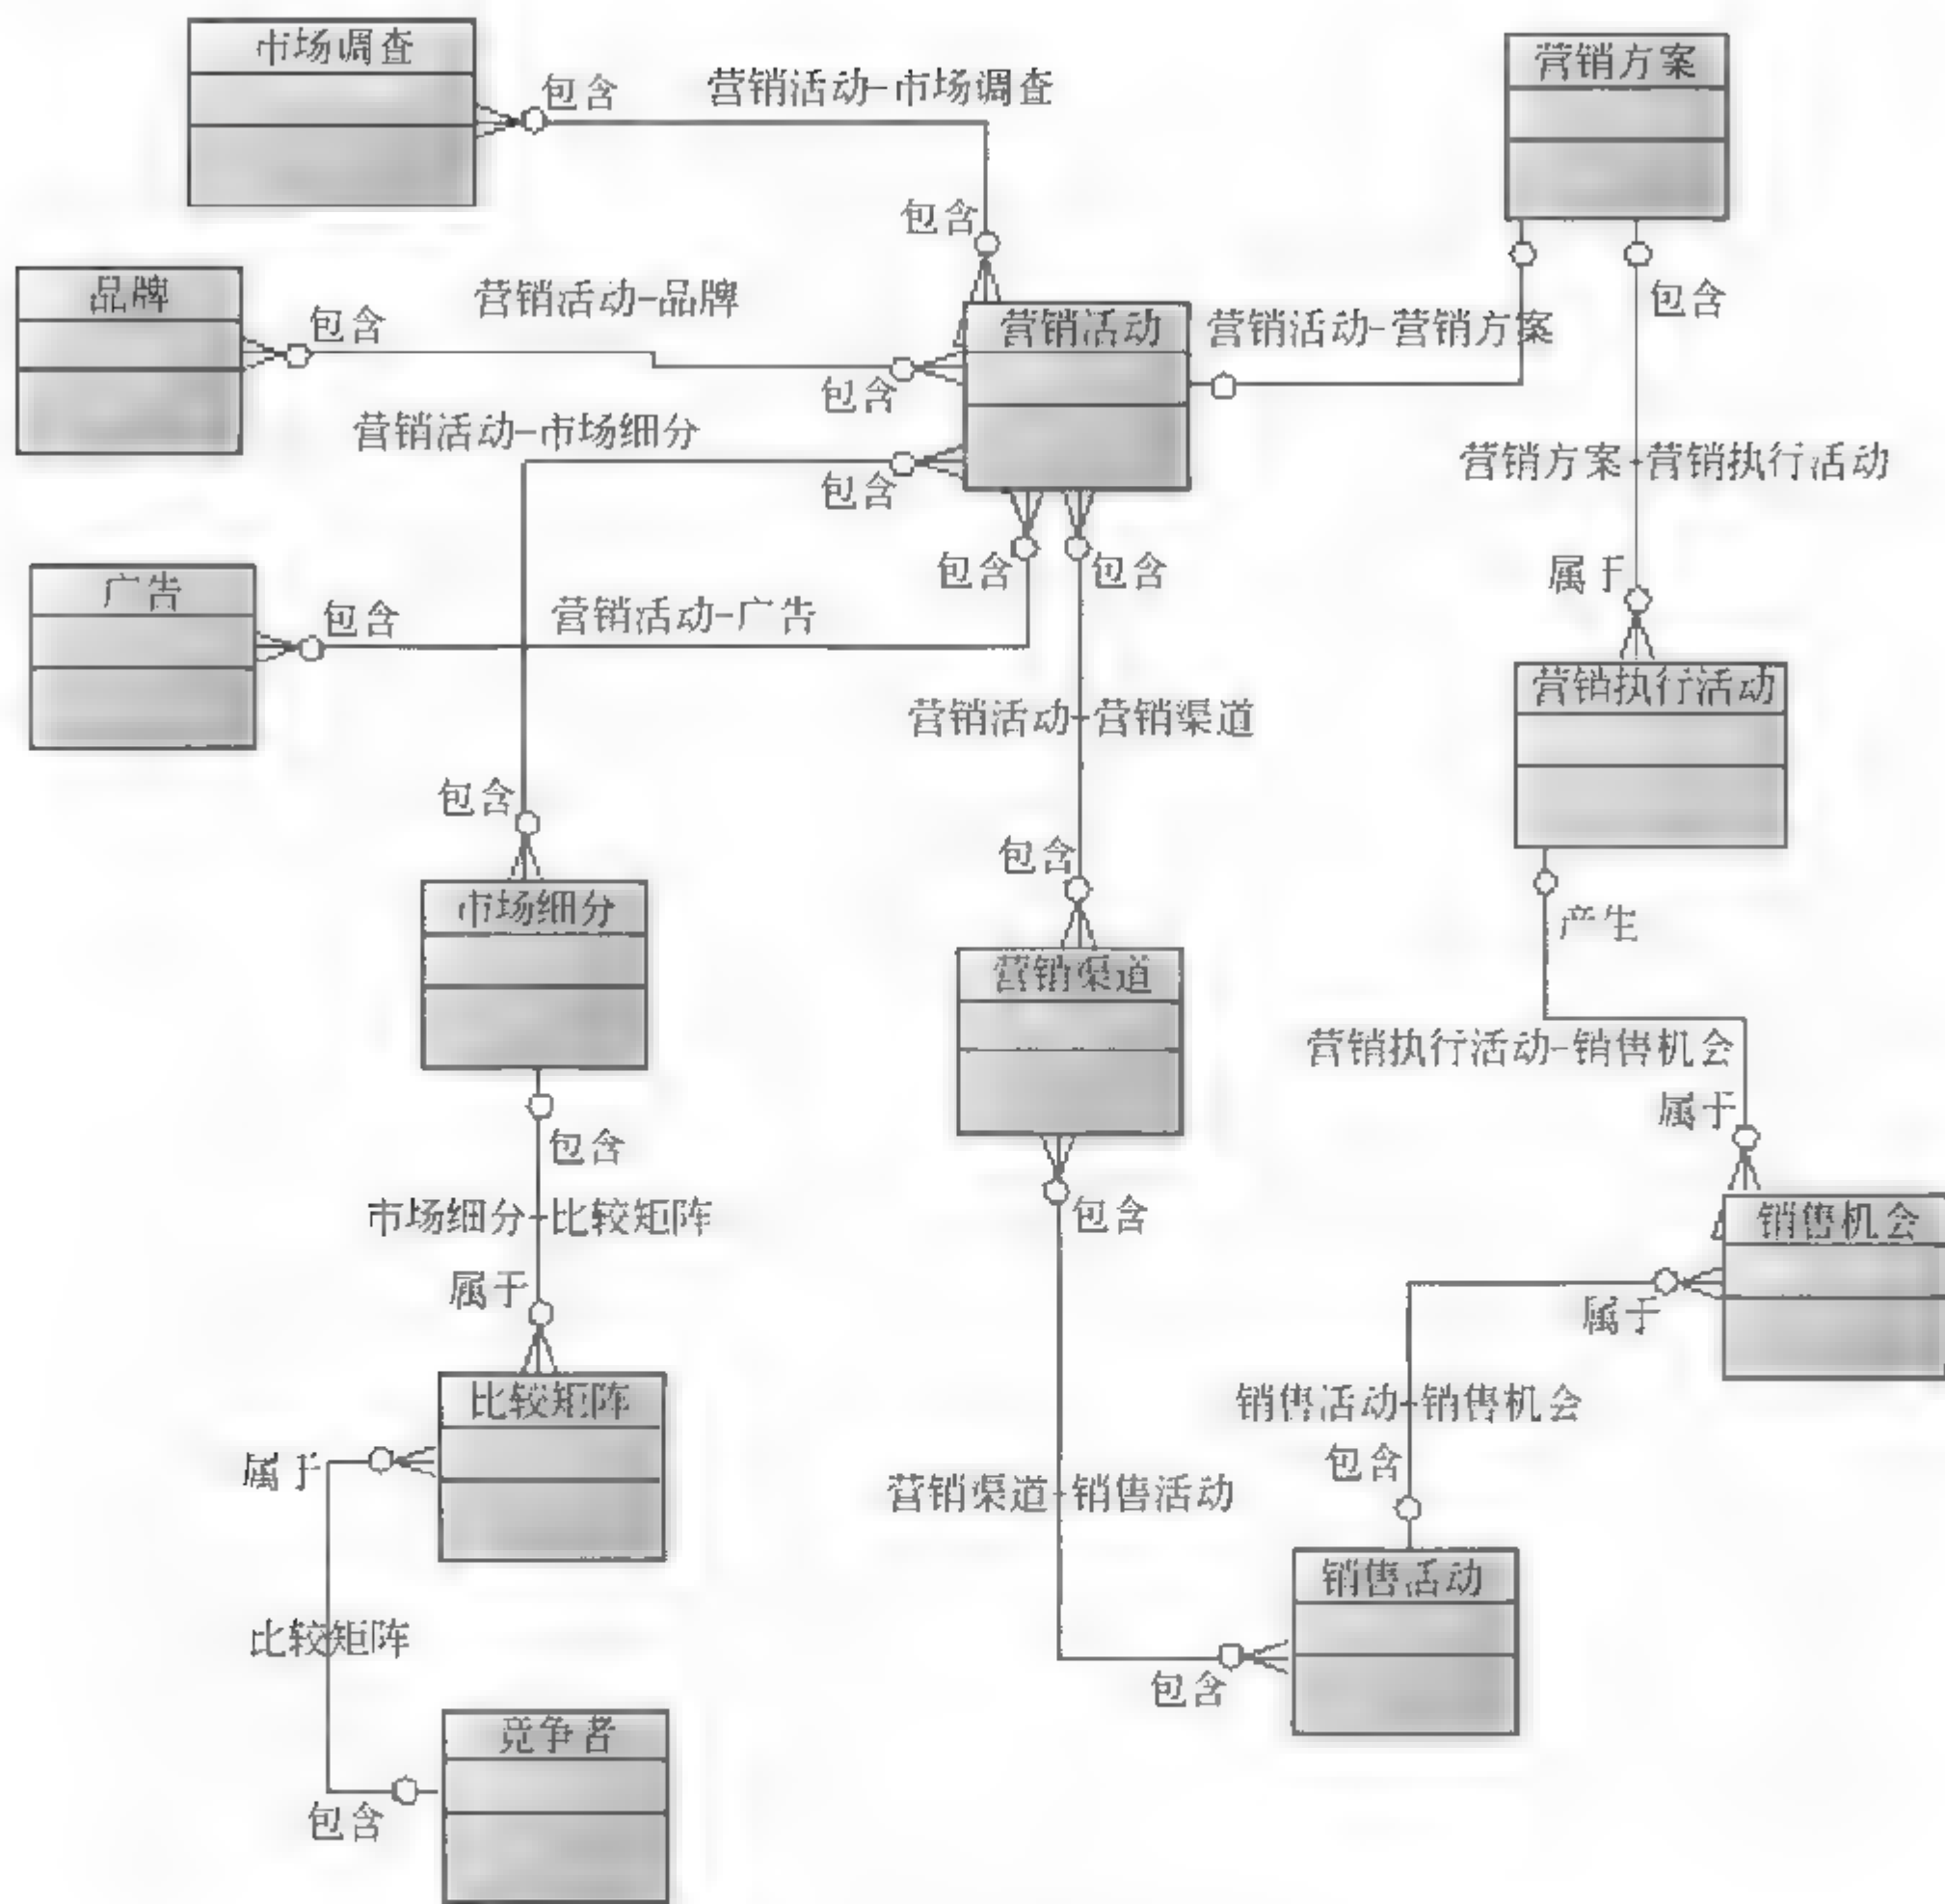 市场调查
营销方案
包含
营销活动-市场调查
包含
包含
品牌
包含
营销活动-品牌
营销活动
营销活动-营销方案
包含
营销活动-市场细分
包含
营销方案-营销执行活动
广告
包含
营销活动-广告
包含
包含
属于
营销执行活动
营销活动-营销渠道
包含
包含
市场细分
营销渠道
产生
营销执行活动-销售机会
属于
包含
市场细分-比较矩阵
包含
销售机会
属于
属于
比较矩阵
销售活动-销售机会
属于
包含
营销渠道-销售活动
销售活动
比较矩阵
包含
竞争者
包含